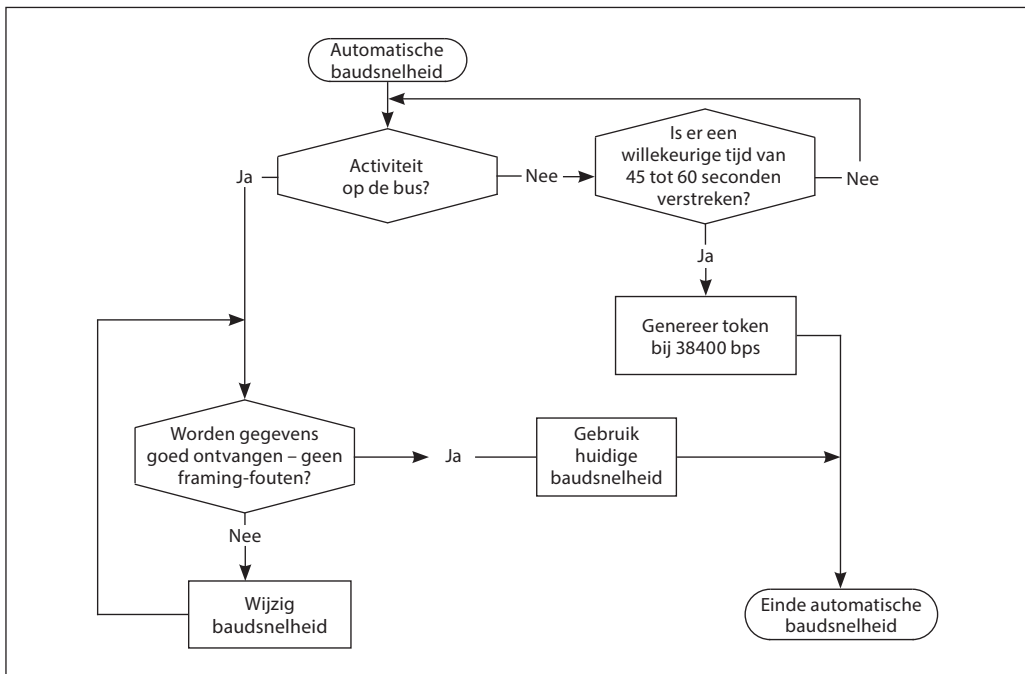 Automatische
baudsnelheid
Activiteit
op de bus?
Ja
Nee
Is er een
willekeurige tijd van
45 tot 60 seconden
verstreken?
Nee
Ja
Genereer token
bij 38400 bps
Worden gegevens
goed ontvangen – geen
framing-fouten?
Ja
Gebruik
huidige
baudsnelheid
Nee
Wijzig
baudsnelheid
Einde automatische
baudsnelheid